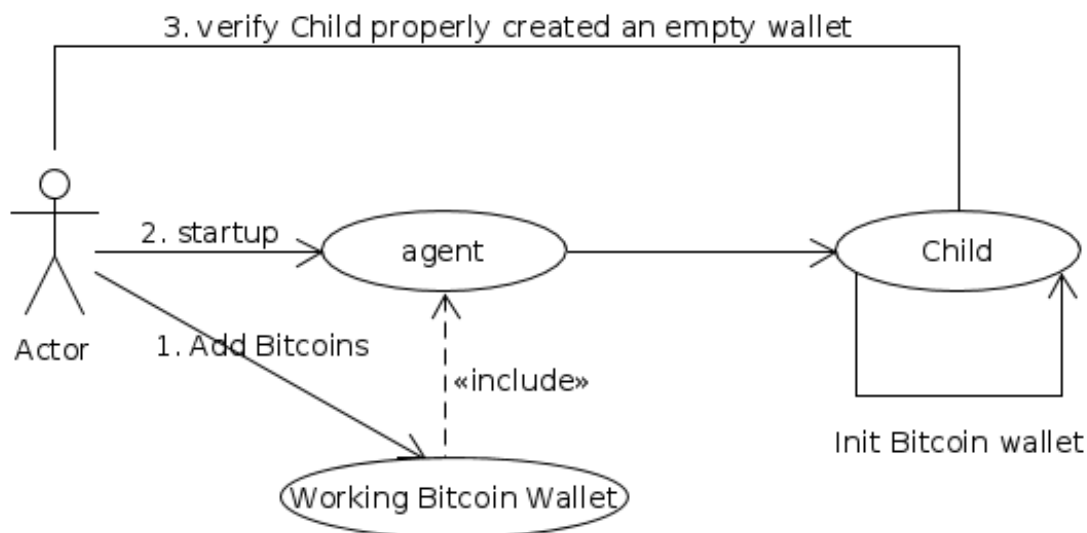 3. verify Child properly created an empty wallet
2. startup
agent
Child
Actor
1. Add Bitcoins
«include»
Init Bitcoin wallet
Working Bitcoin Wallet